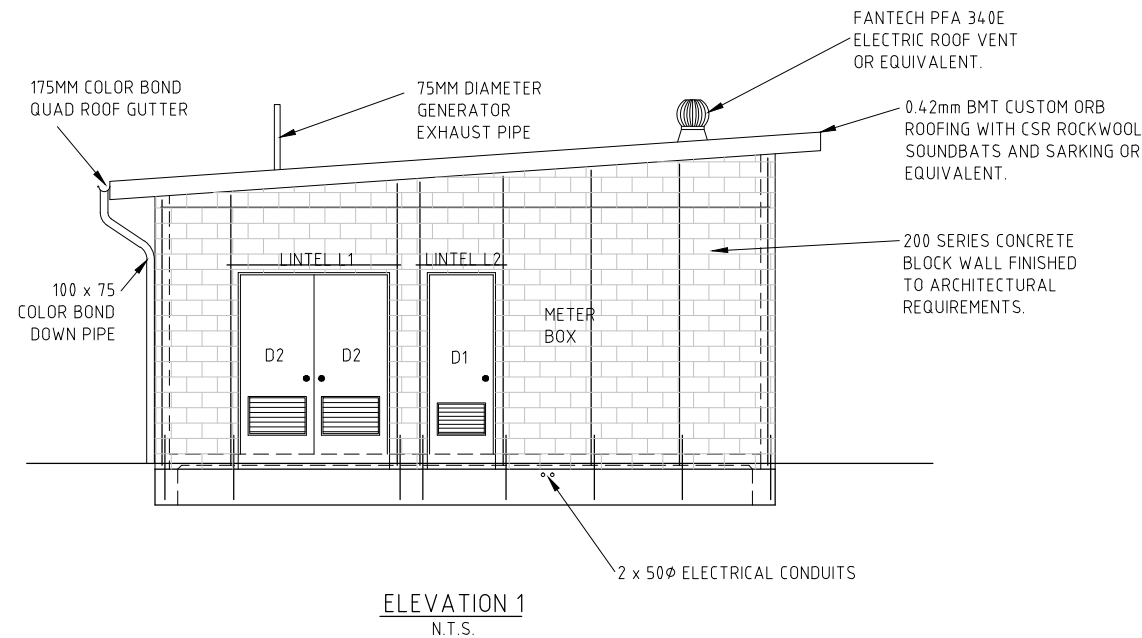 FANTECH PFA 340E
ELECTRIC ROOF VENT
OR EQUIVALENT.
175MM COLOR BOND
QUAD ROOF GUTTER
75MM DIAMETER
GENERATOR
EXHAUST PIPE
0.42mm BMT CUSTOM ORB
ROOFING WITH CSR ROCKWOOL
SOUNDBATS AND SARKING OR
EQUIVALENT.
200 SERIES CONCRETE
BLOCK WALL FINISHED
TO ARCHITECTURAL
REQUIREMENTS.
LINTEL L1
LINTEL L2
100 x 75
COLOR BOND
DOWN PIPE
METER
BOX
D2
D2
D1
2 x 50Ø ELECTRICAL CONDUITS
ELEVATION 1
N.T.S.